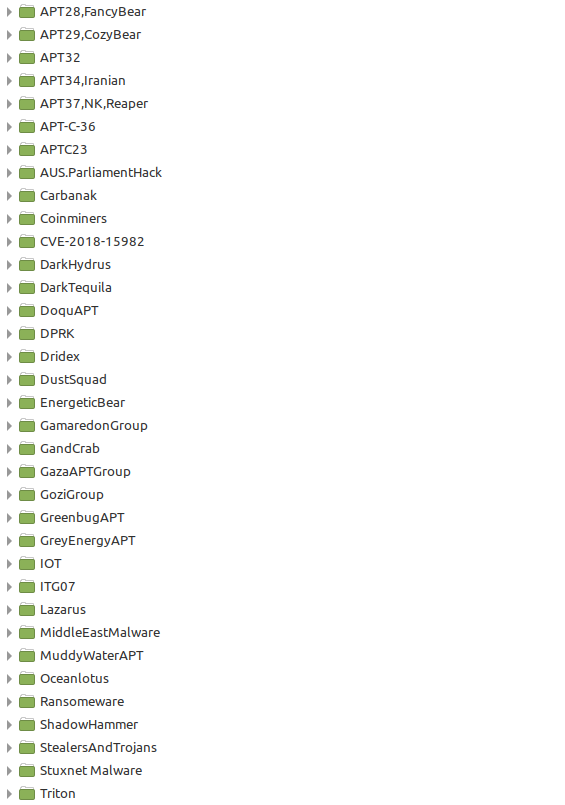 APT28,FancyBear
APT29,CozyBear
APT32
APT34,Iranian
APT37,NK,Reaper
APT-C-36
APTC23
AUS.ParliamentHack
Carbanak
Coinminers
CVE-2018-15982
DarkHydrus
DarkTequila
DoquAPT
DPRK
Dridex
DustSquad
EnergeticBear
GamaredonGroup
GandCrab
GazaAPTGroup
GoziGroup
GreenbugAPT
GreyEnergyAPT
IOT
ITG07
Lazarus
MiddleEastMalware
MuddyWaterAPT
Oceanlotus
Ransomeware
ShadowHammer
StealersAndTrojans
Stuxnet Malware
Triton